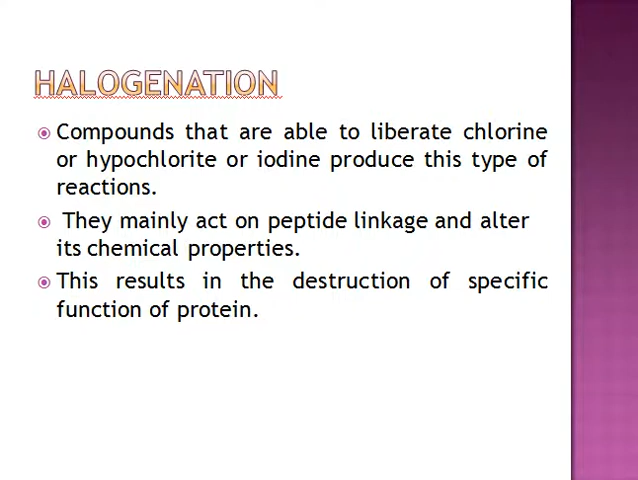 HALOGENATION
Compounds that are able to liberate chlorine
or hypochlorite or iodine produce this type of
reactions.
They mainly act on peptide linkage and alter
its chemical properties.
This results in the destruction of specific
function of protein.